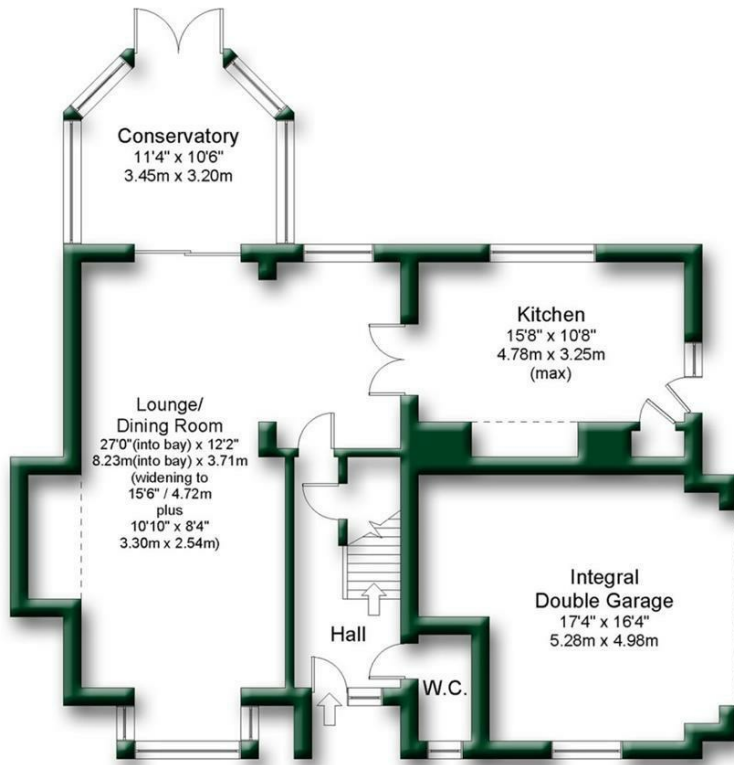 Conservatory
11'4" x 10'6"
3.45m x 3.20m
Kitchen
15'8" x 10'8"
4.78m x 3.25m
(max)
Lounge/
Dining Room
27'0"(into bay) x 12'2"
8.23m(into bay) x 3.71m
(widening to
15'6" / 4.72m
plus
10'10" x 8'4"
3.30m x 2.54m)
Integral
Double Garage
17'4" x 16'4"
5.28m x 4.98m
Hall
W.C.